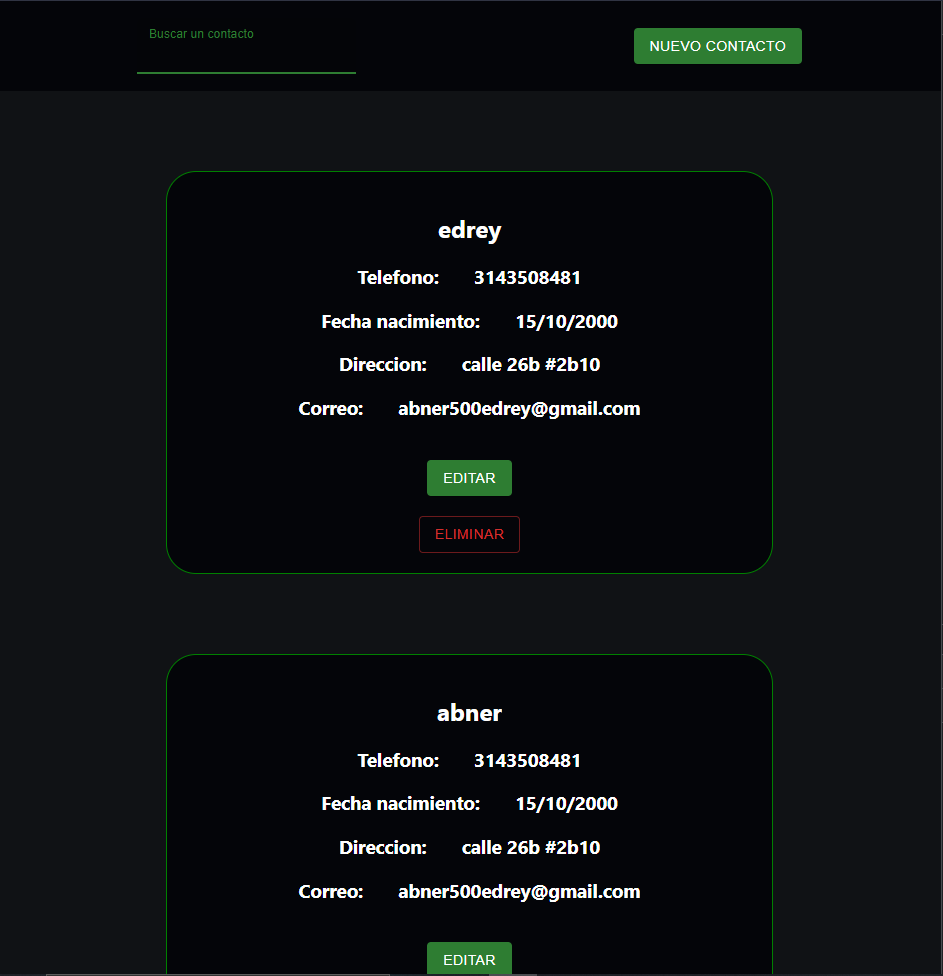 Buscar un contacto
NUEVO CONTACTO
edrey
Telefono: 3143508481
Fecha nacimiento: 15/10/2000
Direccion: calle 26b #2b10
Correo: abner500edrey@gmail.com
EDITAR
ELIMINAR
abner
Telefono: 3143508481
Fecha nacimiento: 15/10/2000
Direccion: calle 26b #2b10
Correo: abner500edrey@gmail.com
EDITAR